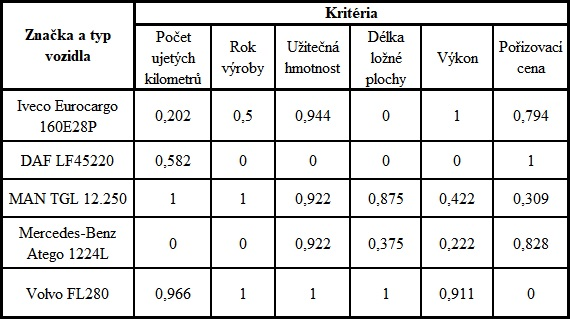 Značka a typ vozidla Kritéria
Počet ujetých kilometrů Rok výroby Užitečná hmotnost Délka ložné plochy Výkon Pořizovací cena
Iveco Eurocargo 160E28P 0,202 0,5 0,944 0 1 0,794
DAF LF45220 0,582 0 0 0 0 1
MAN TGL 12.250 1 1 0,922 0,875 0,422 0,309
Mercedes-Benz Atego 1224L 0 0 0,922 0,375 0,222 0,828
Volvo FL280 0,966 1 1 1 0,911 0